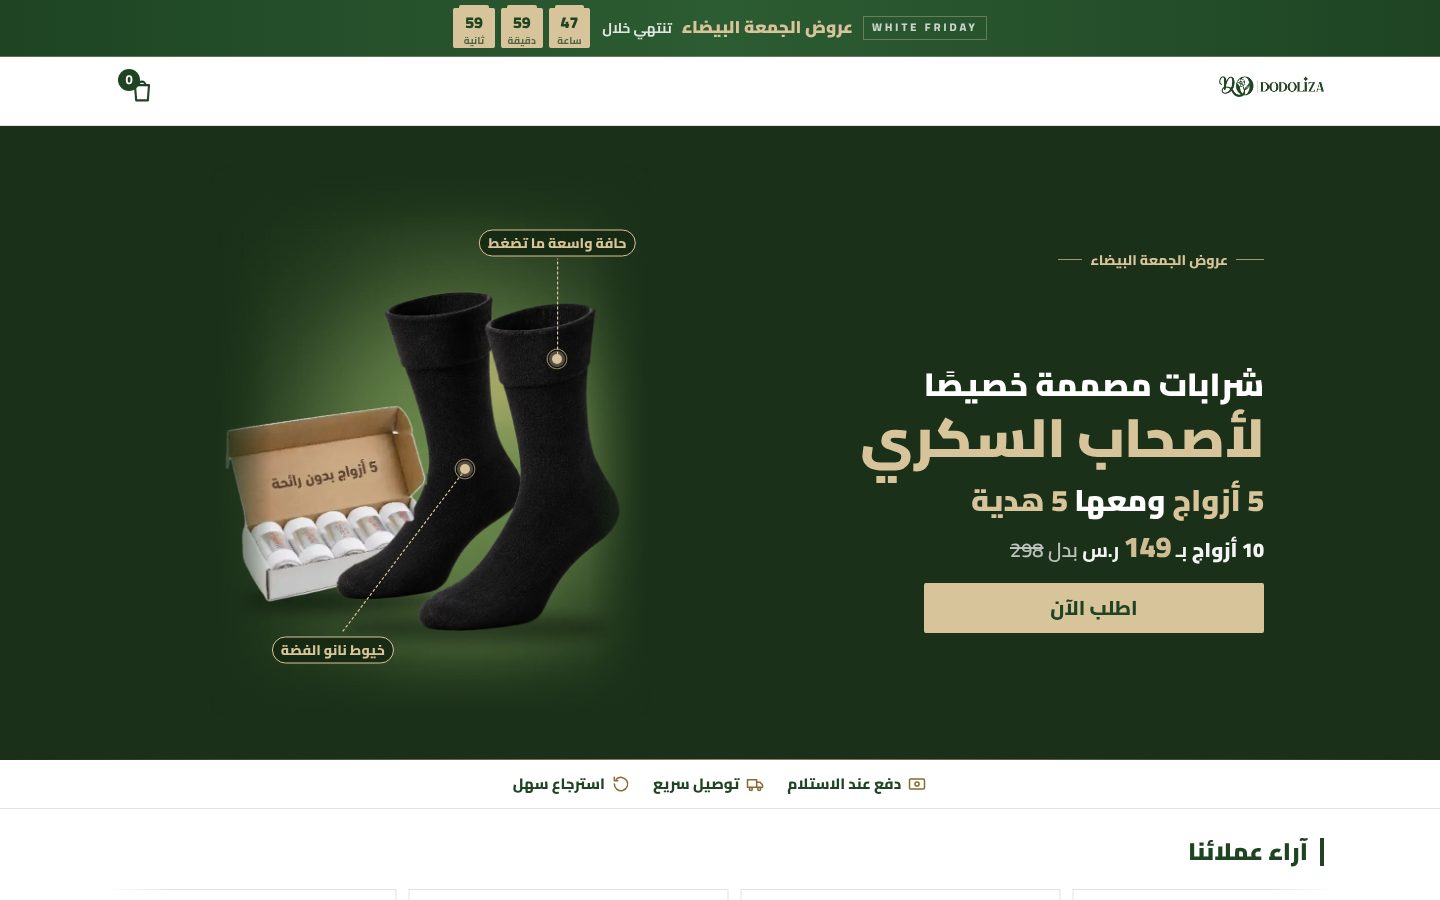 WHITE FRIDAY عروض الجمعة البيضاء تنتهي خلال
47 ساعة
59 دقيقة
59 ثانية
DODOLIZA
0
عروض الجمعة البيضاء
شرابات مصممة خصيصًا
لأصحاب السكري
5 أزواج ومعها 5 هدية
10 أزواج بـ 149 ر.س بدل 298
اطلب الآن
حافة واسعة ما تضغط
5 أزواج بدون رائحة
خيوط نانو الفضة
دفع عند الاستلام
توصيل سريع
استرجاع سهل
آراء عملائنا